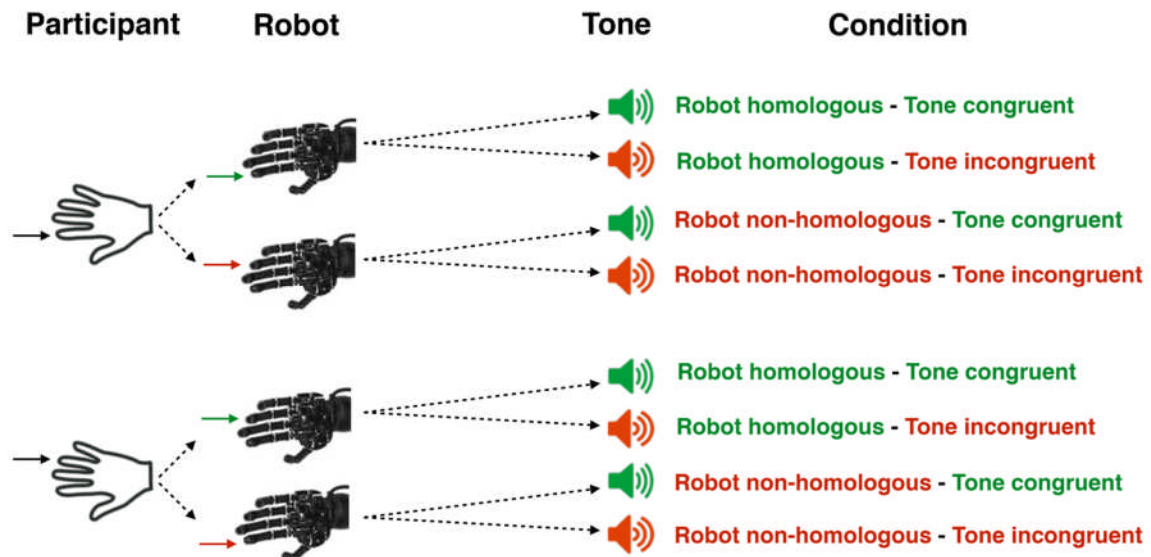 Participant Robot Tone Condition
Robot homologous - Tone congruent
Robot homologous - Tone incongruent
Robot non-homologous - Tone congruent
Robot non-homologous - Tone incongruent
Robot homologous - Tone congruent
Robot homologous - Tone incongruent
Robot non-homologous - Tone congruent
Robot non-homologous - Tone incongruent